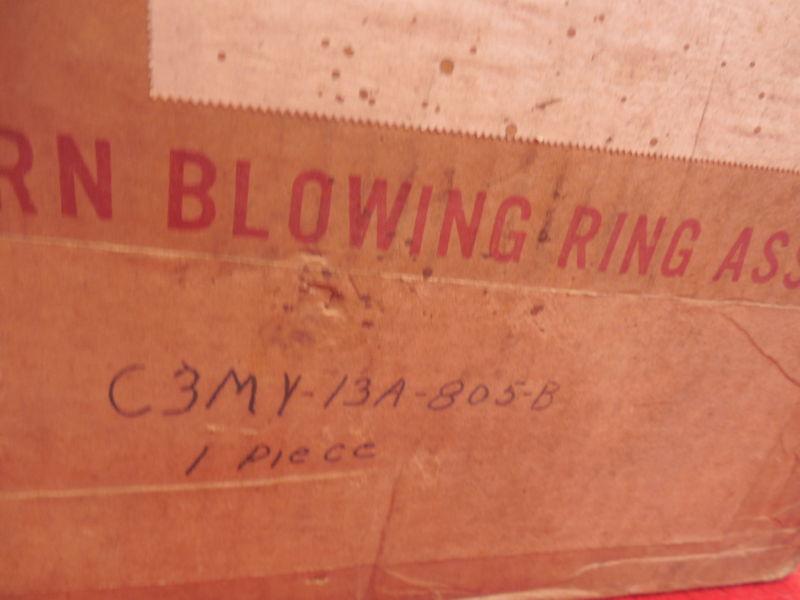 RN BLOWING RING ASS
C3MY-13A-805-B
1 piece